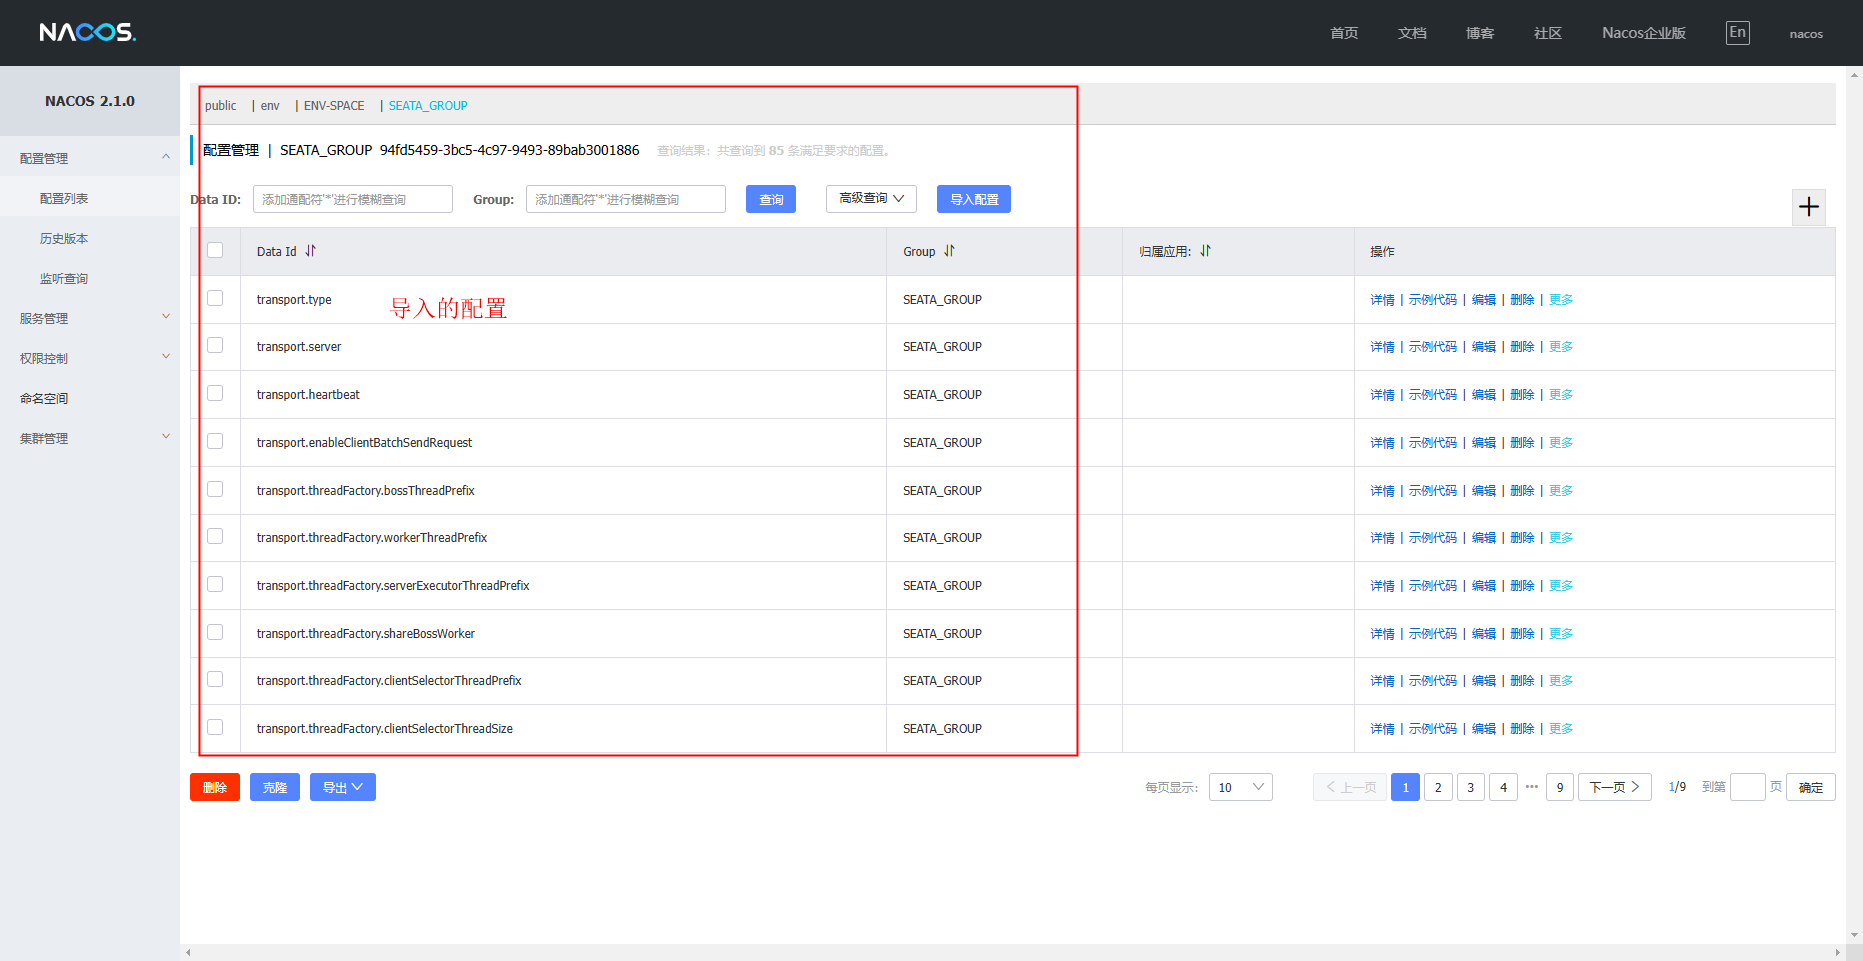 NACOS.
首页 文档 博客 社区 Nacos企业版 En nacos
NACOS 2.1.0
配置管理
配置列表
历史版本
监听查询
服务管理
权限控制
命名空间
集群管理
public | env | ENV-SPACE | SEATA_GROUP
配置管理 | SEATA_GROUP 94fd5459-3bc5-4c97-9493-89bab3001886 查询结果：共查询到 85 条满足要求的配置。
Data ID: 添加通配符'*'进行模糊查询 Group: 添加通配符'*'进行模糊查询 查询 高级查询 导入配置
Data Id Group 归属应用: 操作
transport.type SEATA_GROUP 详情 | 示例代码 | 编辑 | 删除 | 更多
导入的配置
transport.server SEATA_GROUP 详情 | 示例代码 | 编辑 | 删除 | 更多
transport.heartbeat SEATA_GROUP 详情 | 示例代码 | 编辑 | 删除 | 更多
transport.enableClientBatchSendRequest SEATA_GROUP 详情 | 示例代码 | 编辑 | 删除 | 更多
transport.threadFactory.bossThreadPrefix SEATA_GROUP 详情 | 示例代码 | 编辑 | 删除 | 更多
transport.threadFactory.workerThreadPrefix SEATA_GROUP 详情 | 示例代码 | 编辑 | 删除 | 更多
transport.threadFactory.serverExecutorThreadPrefix SEATA_GROUP 详情 | 示例代码 | 编辑 | 删除 | 更多
transport.threadFactory.shareBossWorker SEATA_GROUP 详情 | 示例代码 | 编辑 | 删除 | 更多
transport.threadFactory.clientSelectorThreadPrefix SEATA_GROUP 详情 | 示例代码 | 编辑 | 删除 | 更多
transport.threadFactory.clientSelectorThreadSize SEATA_GROUP 详情 | 示例代码 | 编辑 | 删除 | 更多
删除 克隆 导出 每页显示: 10 上一页 1 2 3 4 ••• 9 下一页 1/9 到第 页 确定